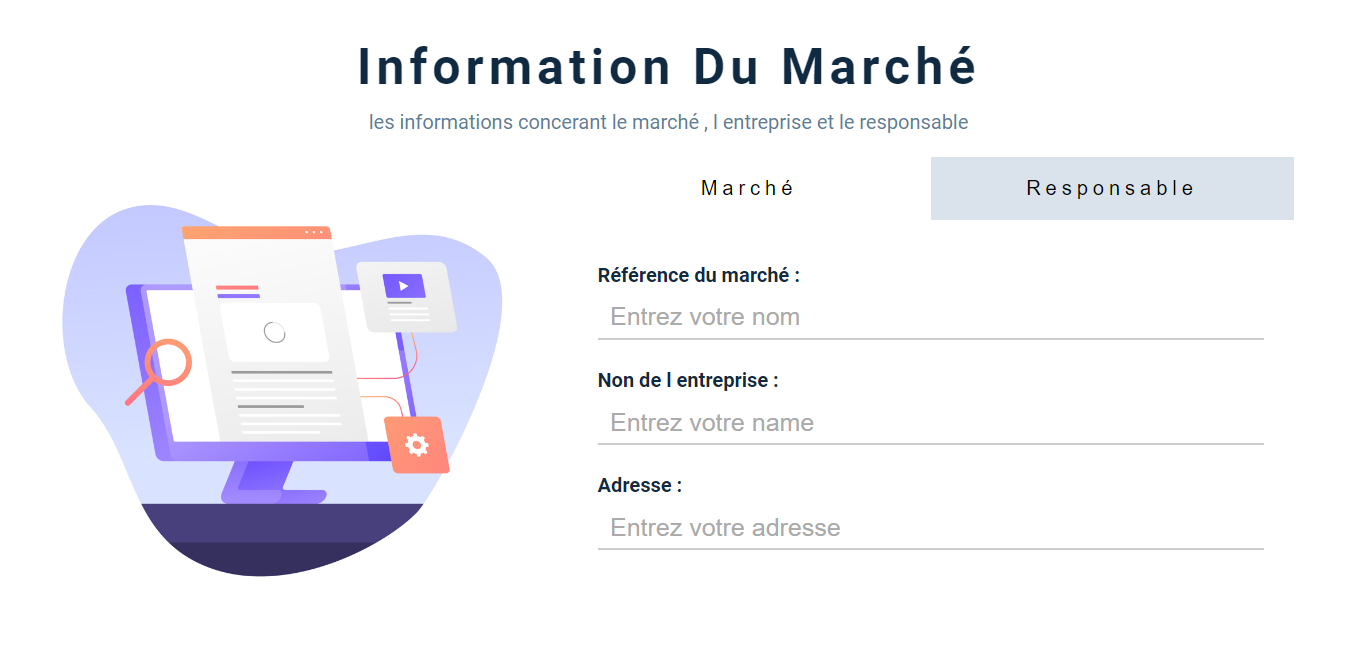 Information Du Marché
les informations concerant le marché , l entreprise et le responsable
Marché
Responsable
Référence du marché :
Entrez votre nom
Non de l entreprise :
Entrez votre name
Adresse :
Entrez votre adresse